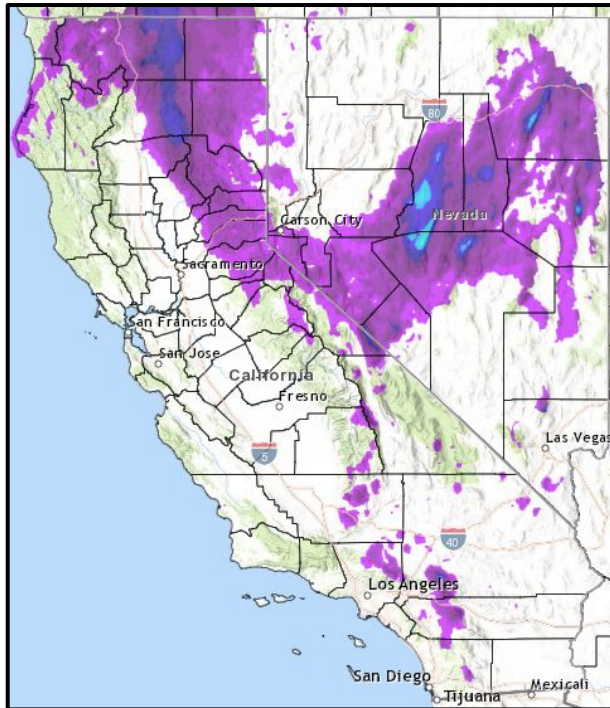 80
Nevada
Carson City
Sacramento
San Francisco
San Jose
California
Fresno
5
Las Vegas
40
Los Angeles
San Diego
Mexicali
Tijuana